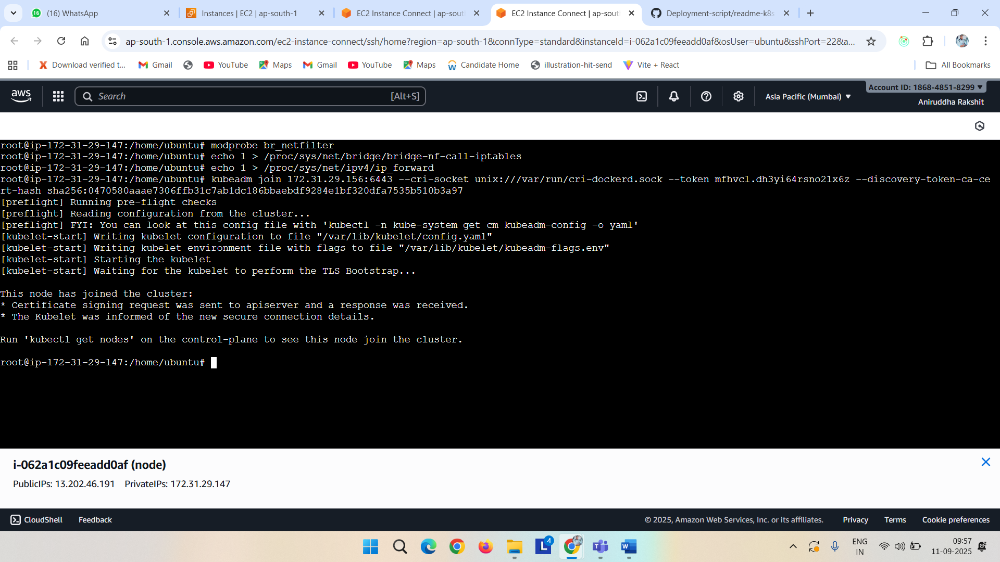 (16) WhatsApp
Instances | EC2 | ap-south-1
EC2 Instance Connect | ap-sout
EC2 Instance Connect | ap-sout
Deployment-script/readme-k8s
ap-south-1.console.aws.amazon.com/ec2-instance-connect/ssh/home?region=ap-south-1&connType=standard&instanceId=i-062a1c09feeadd0af&osUser=ubuntu&sshPort=22&a...
Download verified t...
Gmail
YouTube
Maps
Gmail
YouTube
Maps
Candidate Home
illustration-hit-send
Vite + React
All Bookmarks
aws
Search
[Alt+S]
Asia Pacific (Mumbai)
Account ID: 1868-4851-8299
Aniruddha Rakshit
root@ip-172-31-29-147:/home/ubuntu# modprobe br_netfilter
root@ip-172-31-29-147:/home/ubuntu# echo 1 > /proc/sys/net/bridge/bridge-nf-call-iptables
root@ip-172-31-29-147:/home/ubuntu# echo 1 > /proc/sys/net/ipv4/ip_forward
root@ip-172-31-29-147:/home/ubuntu# kubeadm join 172.31.29.156:6443 --cri-socket unix:///var/run/cri-dockerd.sock --token mfhvcl.dh3yi64rsno21x6z --discovery-token-ca-ce
rt-hash sha256:0470580aaae7306ffb31c7ab1dc186bbaebdf9284e1bf320dfa7535b510b3a97
[preflight] Running pre-flight checks
[preflight] Reading configuration from the cluster...
[preflight] FYI: You can look at this config file with 'kubectl -n kube-system get cm kubeadm-config -o yaml'
[kubelet-start] Writing kubelet configuration to file "/var/lib/kubelet/config.yaml"
[kubelet-start] Writing kubelet environment file with flags to file "/var/lib/kubelet/kubeadm-flags.env"
[kubelet-start] Starting the kubelet
[kubelet-start] Waiting for the kubelet to perform the TLS Bootstrap...
This node has joined the cluster:
* Certificate signing request was sent to apiserver and a response was received.
* The Kubelet was informed of the new secure connection details.
Run 'kubectl get nodes' on the control-plane to see this node join the cluster.
root@ip-172-31-29-147:/home/ubuntu#
i-062a1c09feeadd0af (node)
PublicIPs: 13.202.46.191 PrivateIPs: 172.31.29.147
CloudShell
Feedback
© 2025, Amazon Web Services, Inc. or its affiliates.
Privacy
Terms
Cookie preferences
4
ENG
IN
09:57
11-09-2025